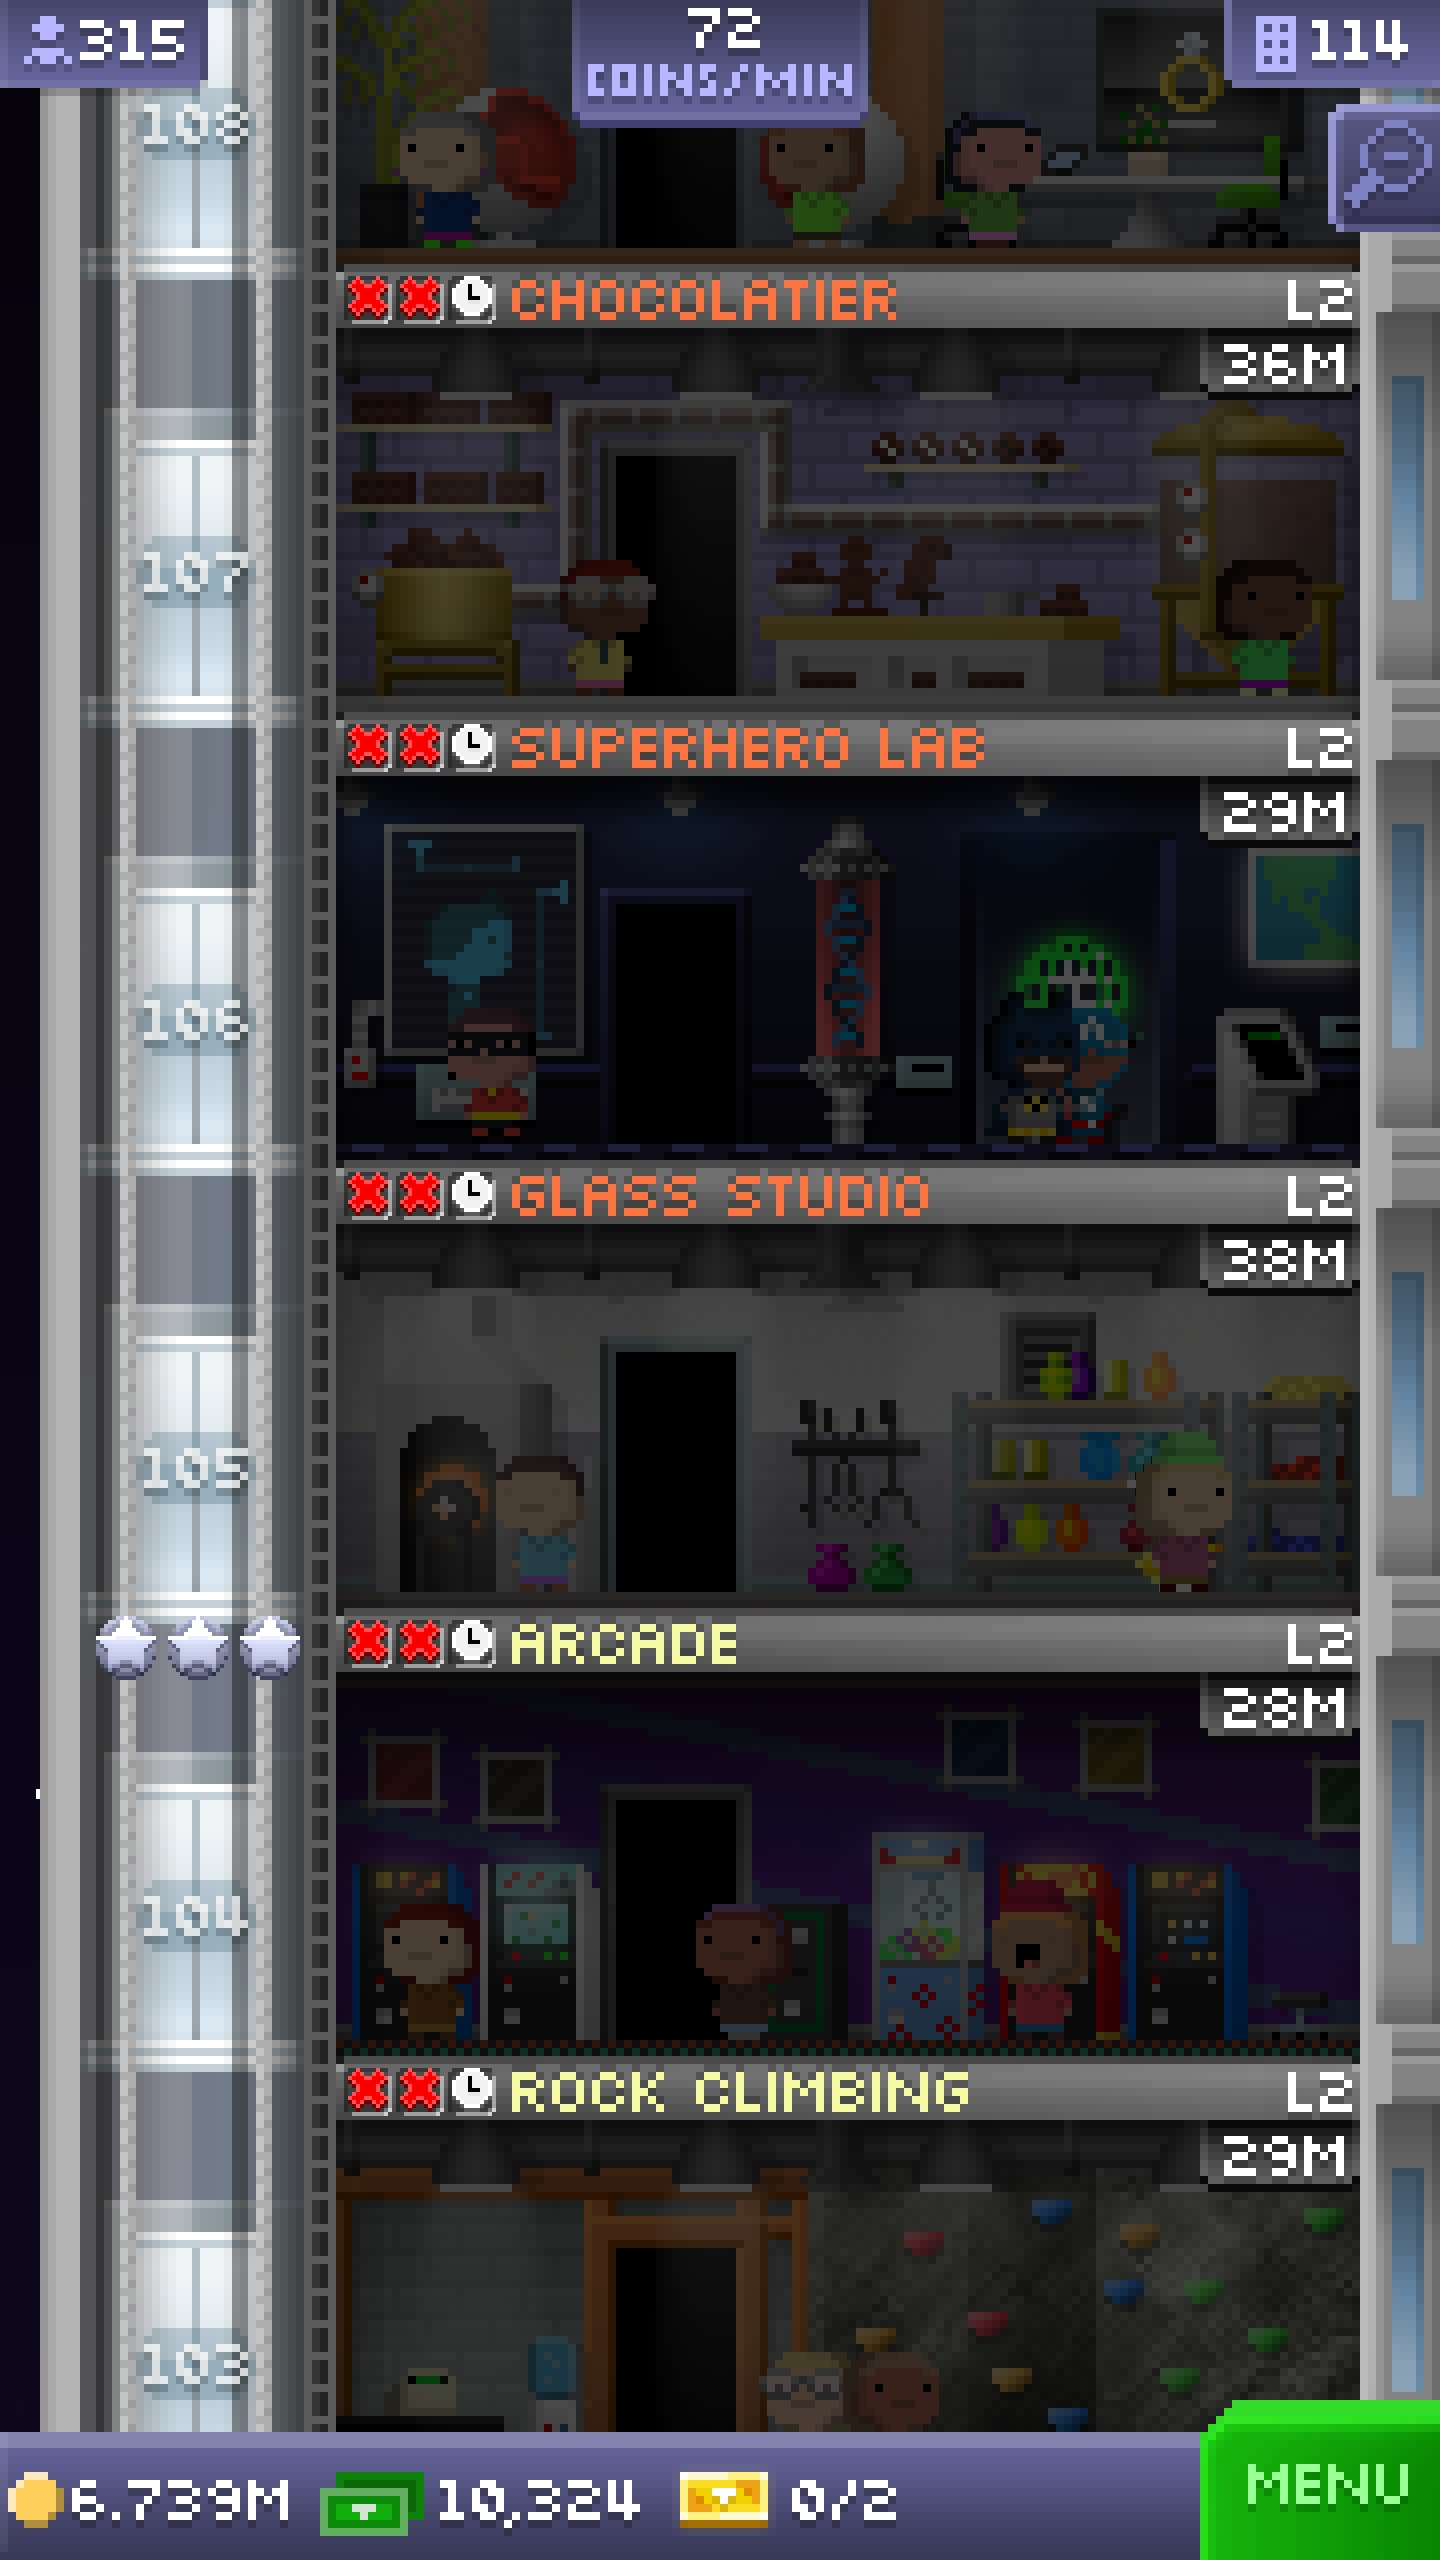 315
72
COINS/MIN
114
108
CHOCOLATIER L2
36M
107
SUPERHERO LAB L2
29M
106
GLASS STUDIO L2
38M
105
ARCADE L2
28M
104
ROCK CLIMBING L2
29M
103
6.739M 10,324 0/2
MENU